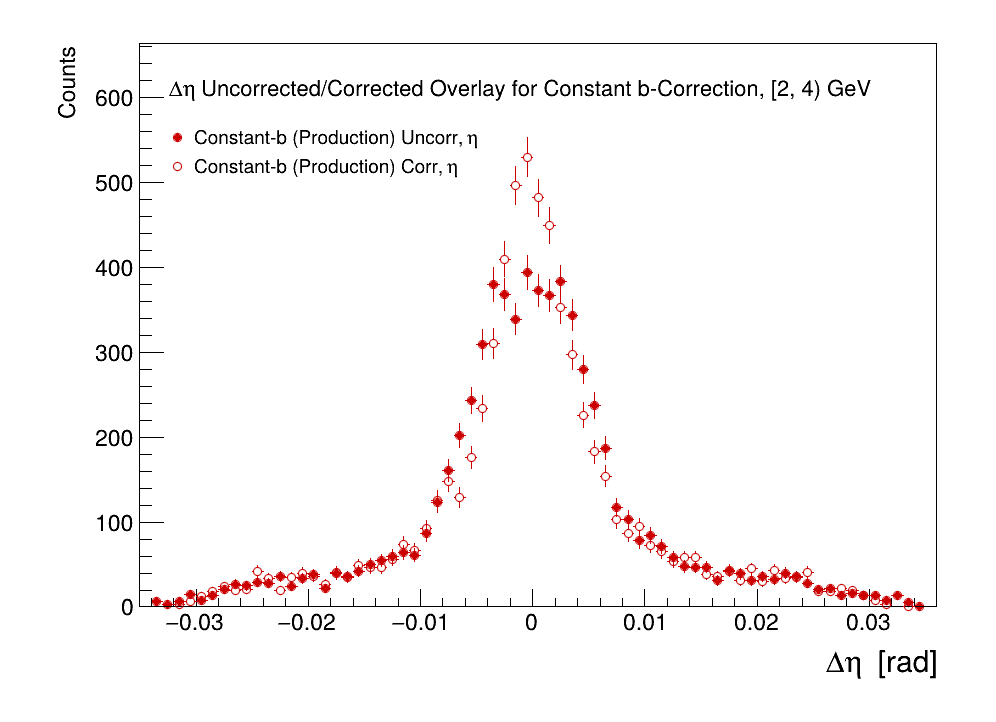 Counts
Δη Uncorrected/Corrected Overlay for Constant b-Correction, [2, 4) GeV
Constant-b (Production) Uncorr, η
Constant-b (Production) Corr, η
600
500
400
300
200
100
0
−0.03 −0.02 −0.01 0 0.01 0.02 0.03
Δη [rad]